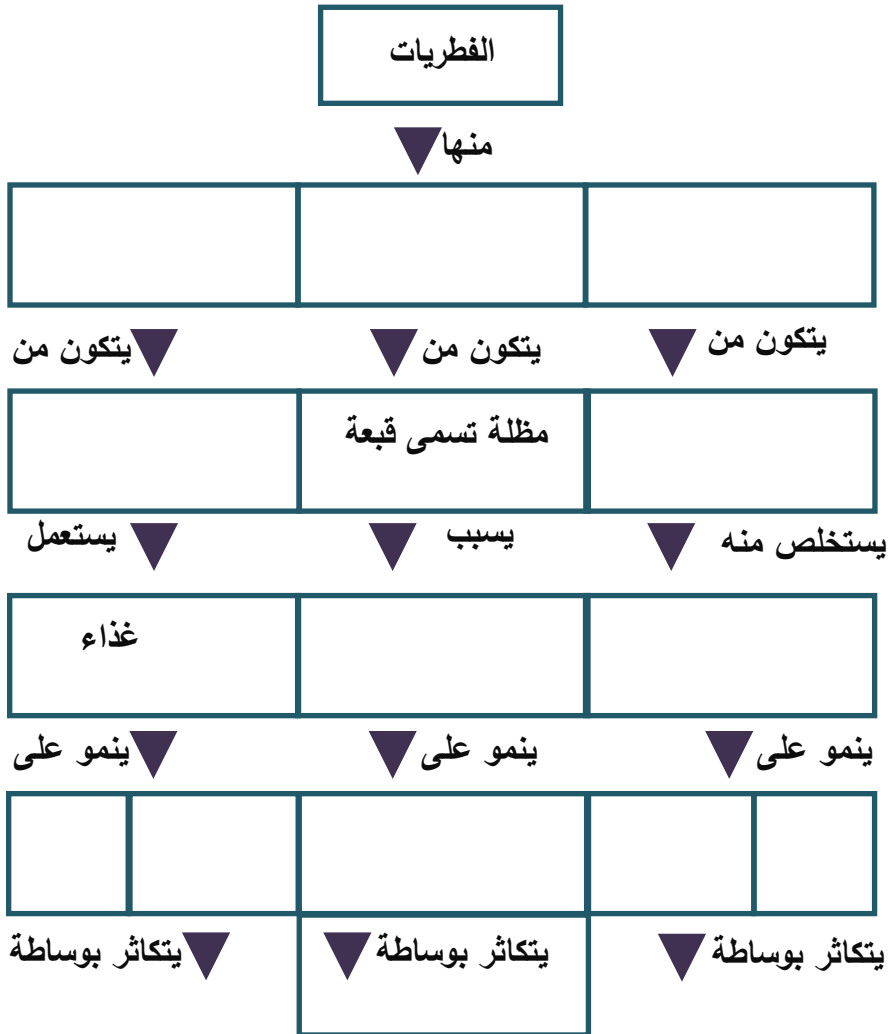 الفطريات
منها
يتكون من
يتكون من
يتكون من
مظلة تسمى قبعة
يستخلص منه
يسبب
يستعمل
غذاء
ينمو على
ينمو على
ينمو على
يتكاثر بوساطة
يتكاثر بوساطة
يتكاثر بوساطة